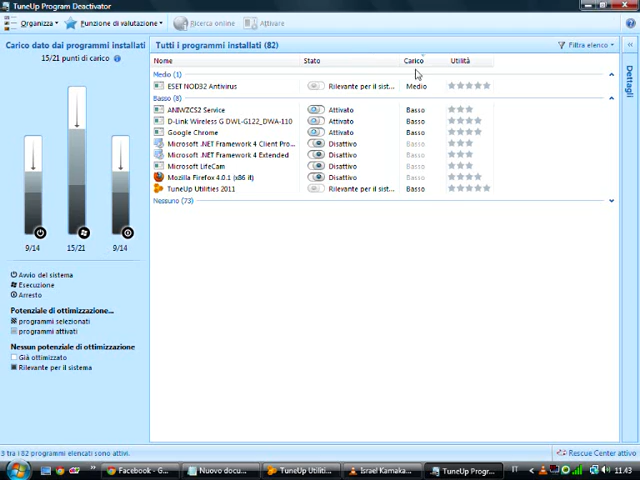 TuneUp Program Deactivator
Organizza
Funzione di valutazione
Ricerca online
Attivare
Carico dato dai programmi installati
15/21 punti di carico
9/14
15/21
9/14
Avvio del sistema
Esecuzione
Arresto
Potenziale di ottimizzazione...
programmi selezionati
programmi attivati
Nessun potenziale di ottimizzazione
Già ottimizzato
Rilevante per il sistema
Tutti i programmi installati (82)
Filtra elenco
Nome Stato Carico Utilità
Medio (1)
ESET NOD32 Antivirus Rilevante per il sist... Medio
Basso (8)
ANIWZCS2 Service Attivato Basso
D-Link Wireless G DWL-G122_DWA-110 Attivato Basso
Google Chrome Attivato Basso
Microsoft .NET Framework 4 Client Pro... Disattivo Basso
Microsoft .NET Framework 4 Extended Disattivo Basso
Microsoft LifeCam Disattivo Basso
Mozilla Firefox 4.0.1 (x86 it) Disattivo Basso
TuneUp Utilities 2011 Rilevante per il sist... Basso
Nessuno (73)
Dettagli
3 tra i 82 programmi elencati sono attivi.
Rescue Center attivo
Facebook - G...
Nuovo docu...
TuneUp Utiliti...
Israel Kamaka...
TuneUp Progr...
IT
11.43